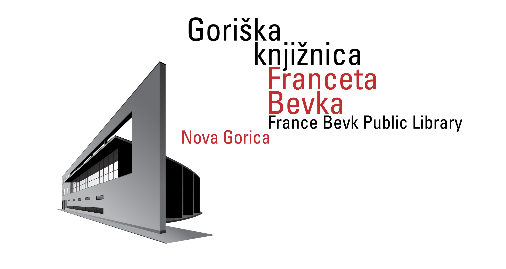 Goriška
knjižnica
Franceta
Bevka
France Bevk Public Library
Nova Gorica